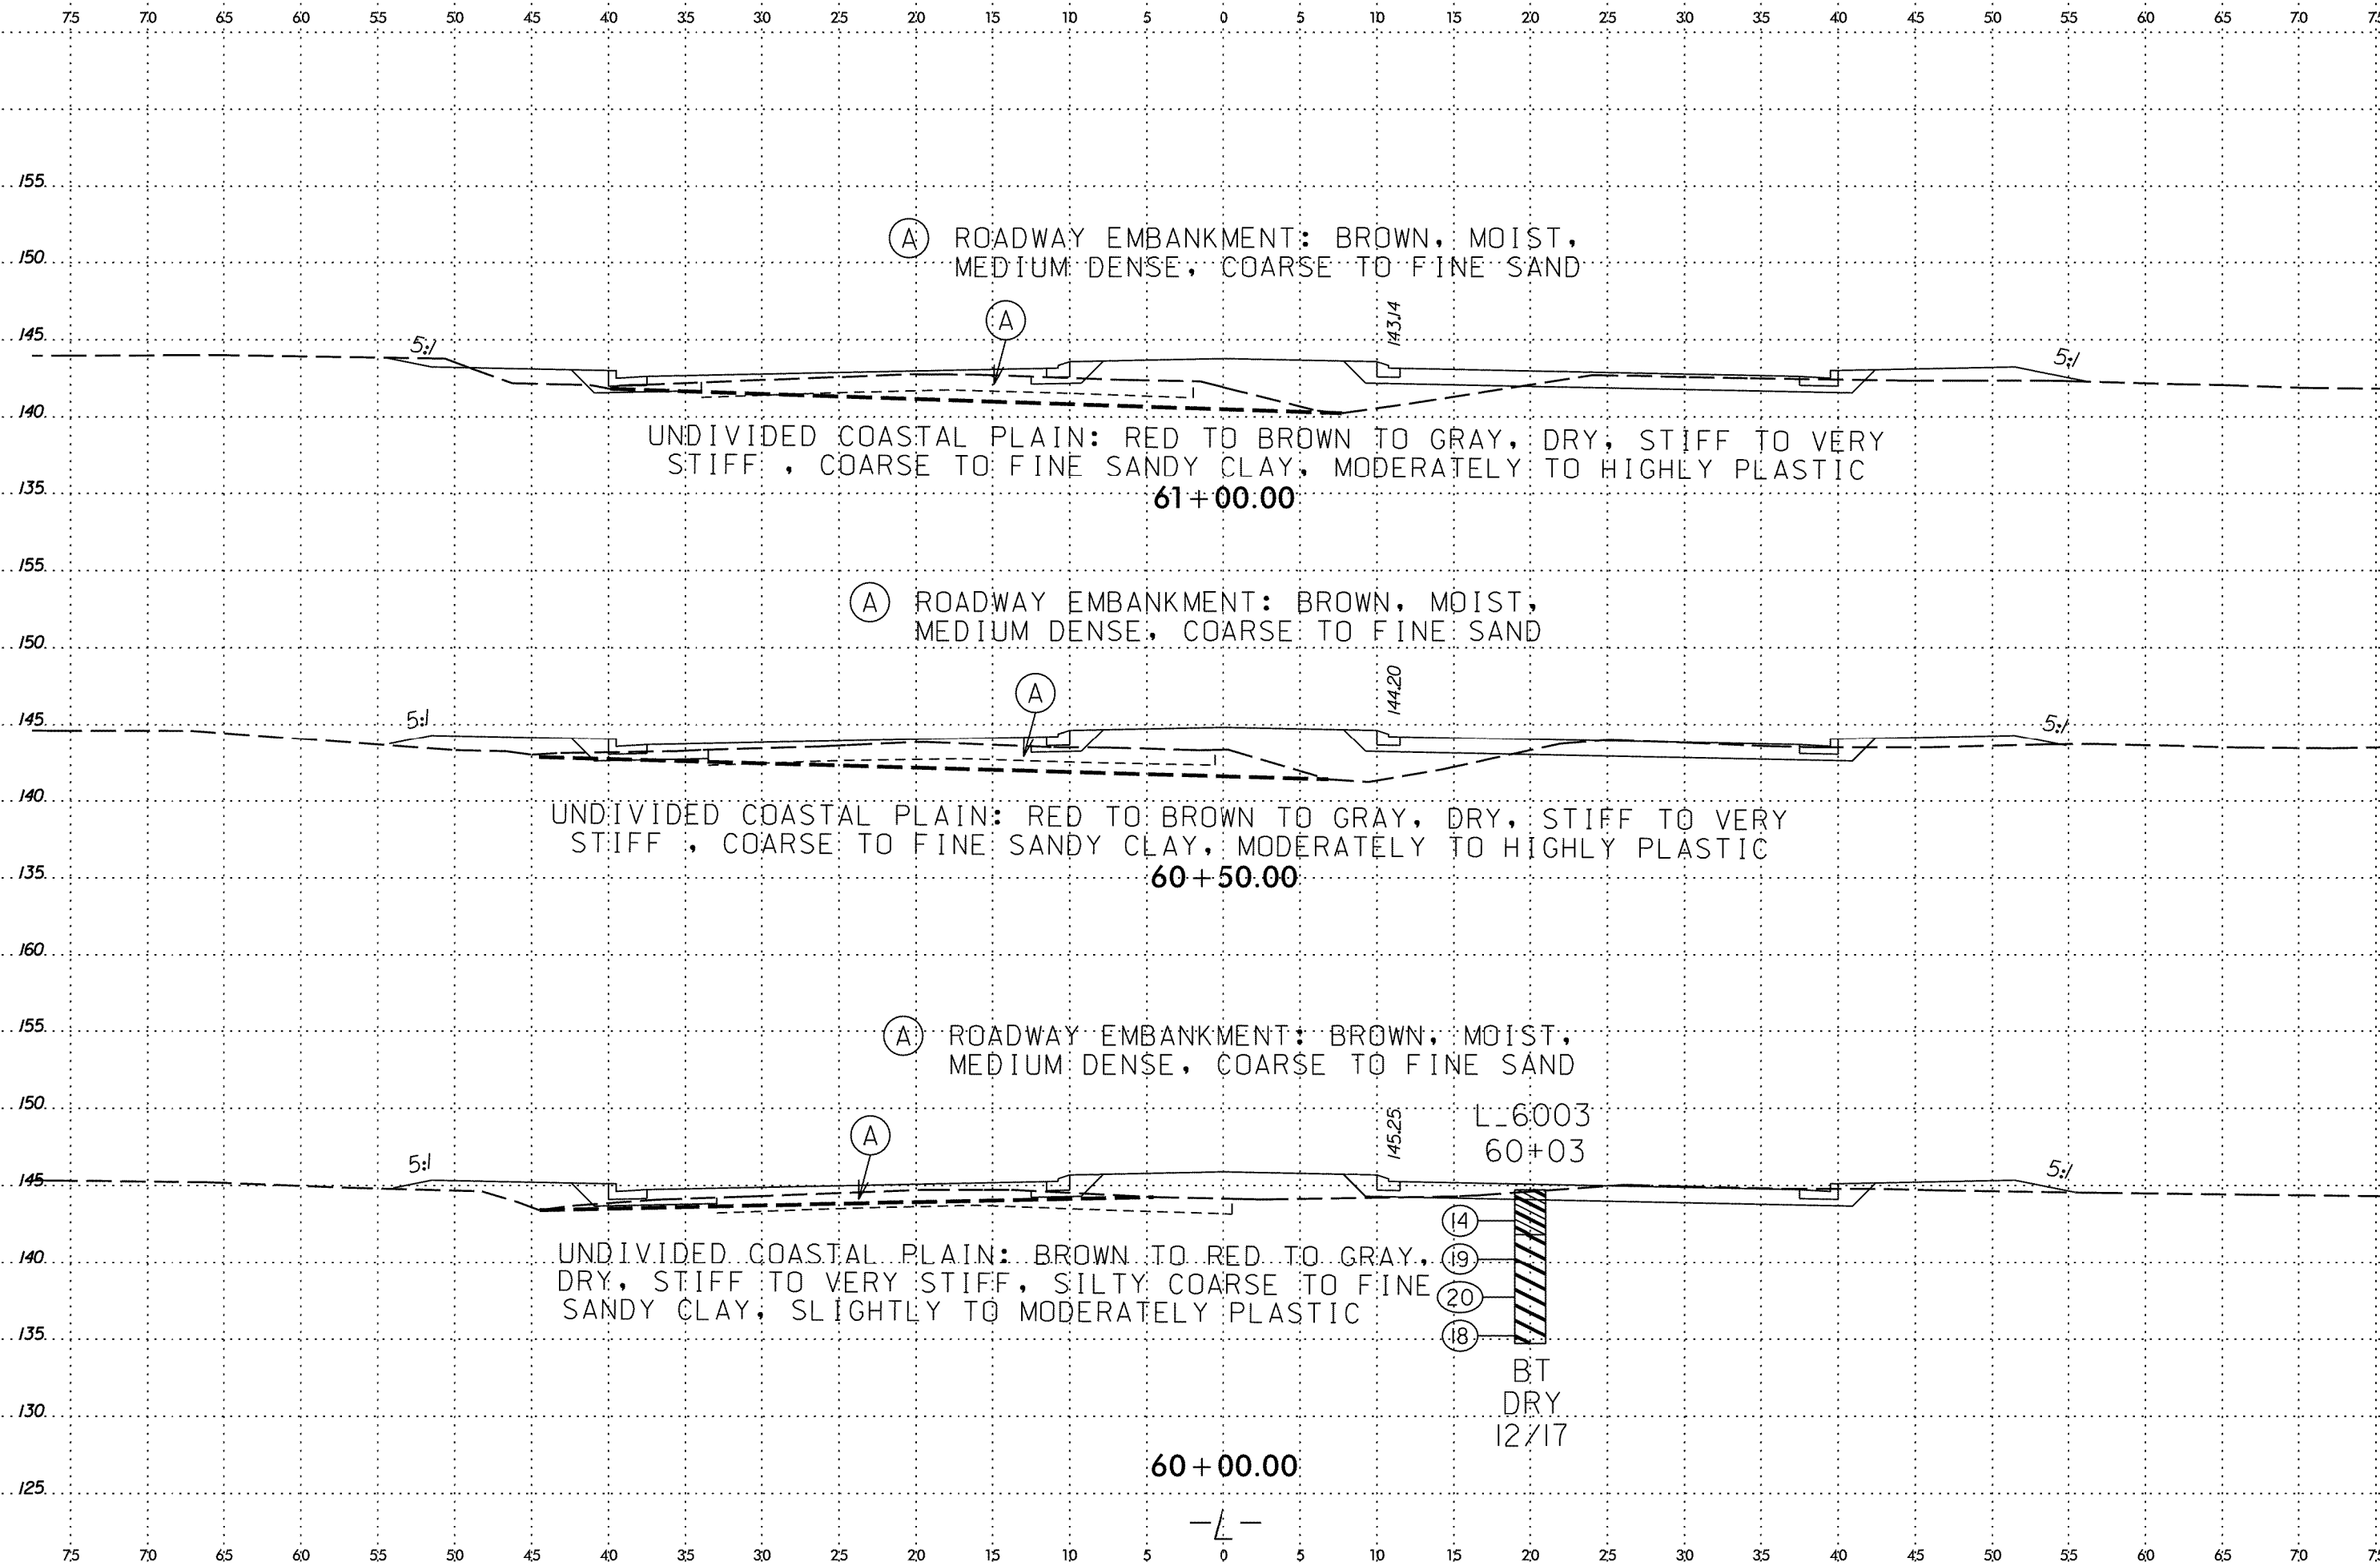 75 70 65 60 55 50 45 40 35 30 25 20 15 10 5 0 5 10 15 20 25 30 35 40 45 50 55 60 65 70 75
155
A ROADWAY EMBANKMENT: BROWN, MOIST,
150
MEDIUM DENSE, COARSE TO FINE SAND
A
143.14
145
5:1
5:1
140
UNDIVIDED COASTAL PLAIN: RED TO BROWN TO GRAY, DRY, STIFF TO VERY
STIFF , COARSE TO FINE SANDY CLAY, MODERATELY TO HIGHLY PLASTIC
135
61+00.00
155
A ROADWAY EMBANKMENT: BROWN, MOIST,
MEDIUM DENSE, COARSE TO FINE SAND
150
A
144.20
145
5:1
5:1
140
UNDIVIDED COASTAL PLAIN: RED TO BROWN TO GRAY, DRY, STIFF TO VERY
STIFF , COARSE TO FINE SANDY CLAY, MODERATELY TO HIGHLY PLASTIC
135
60+50.00
160
155
A ROADWAY EMBANKMENT: BROWN, MOIST,
MEDIUM DENSE, COARSE TO FINE SAND
150
A
145.25
L_6003
60+03
145
5:1
5:1
14
140
UNDIVIDED COASTAL PLAIN: BROWN TO RED TO GRAY,
DRY, STIFF TO VERY STIFF, SILTY COARSE TO FINE
SANDY CLAY, SLIGHTLY TO MODERATELY PLASTIC
19
20
18
135
BT
DRY
12/17
130
60+00.00
125
-L-
75 70 65 60 55 50 45 40 35 30 25 20 15 10 5 0 5 10 15 20 25 30 35 40 45 50 55 60 65 70 75